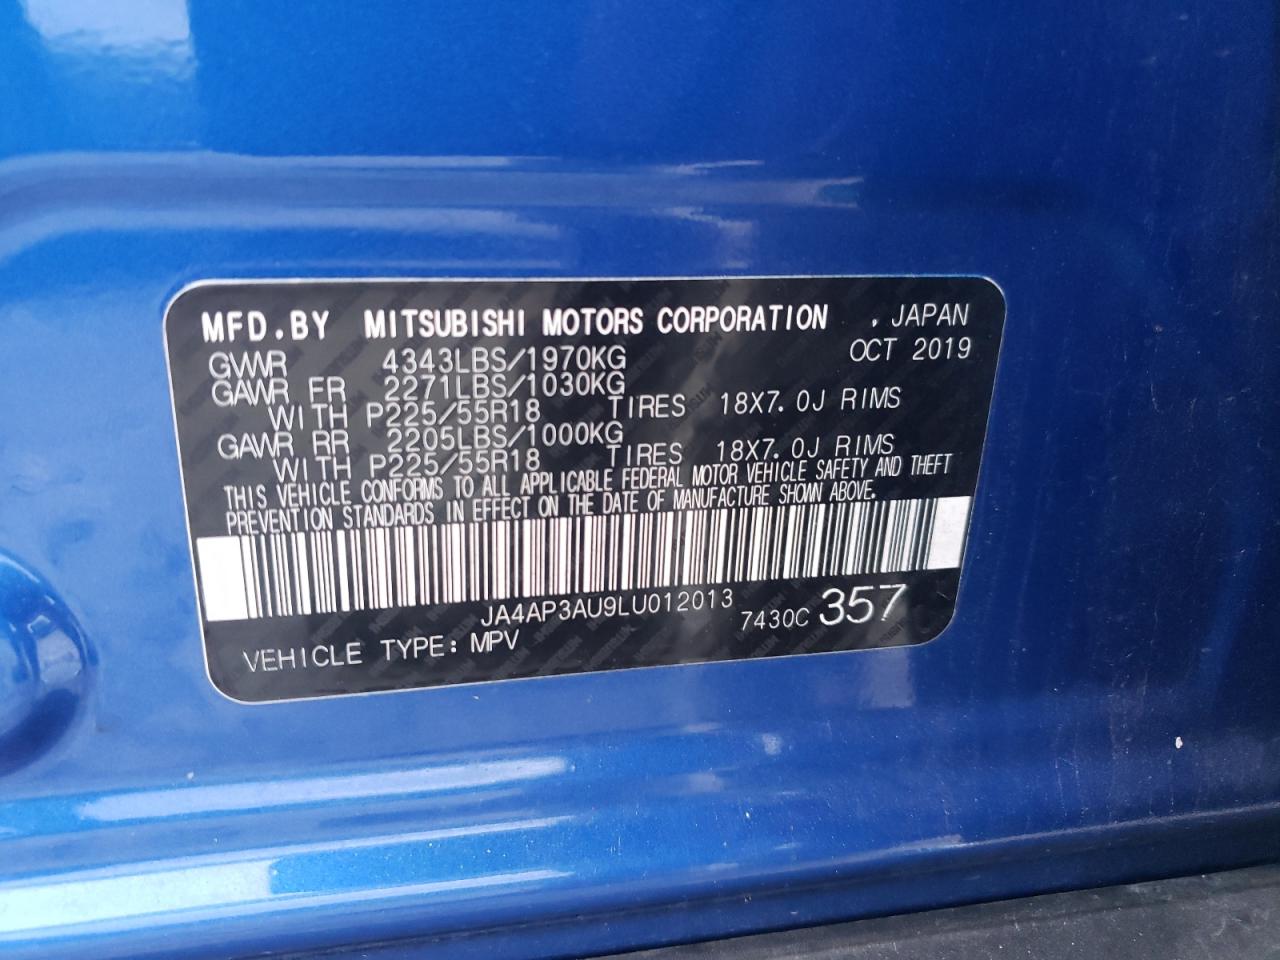 MFD.BY MITSUBISHI MOTORS CORPORATION , JAPAN
OCT 2019
GVWR 4343LBS/1970KG
GAWR FR 2271LBS/1030KG
WITH P225/55R18 TIRES 18X7.0J RIMS
GAWR RR 2205LBS/1000KG
WITH P225/55R18 TIRES 18X7.0J RIMS
THIS VEHICLE CONFORMS TO ALL APPLICABLE FEDERAL MOTOR VEHICLE SAFETY AND THEFT
PREVENTION STANDARDS IN EFFECT ON THE DATE OF MANUFACTURE SHOWN ABOVE.
JA4AP3AU9LU012013 7430C 357
VEHICLE TYPE: MPV